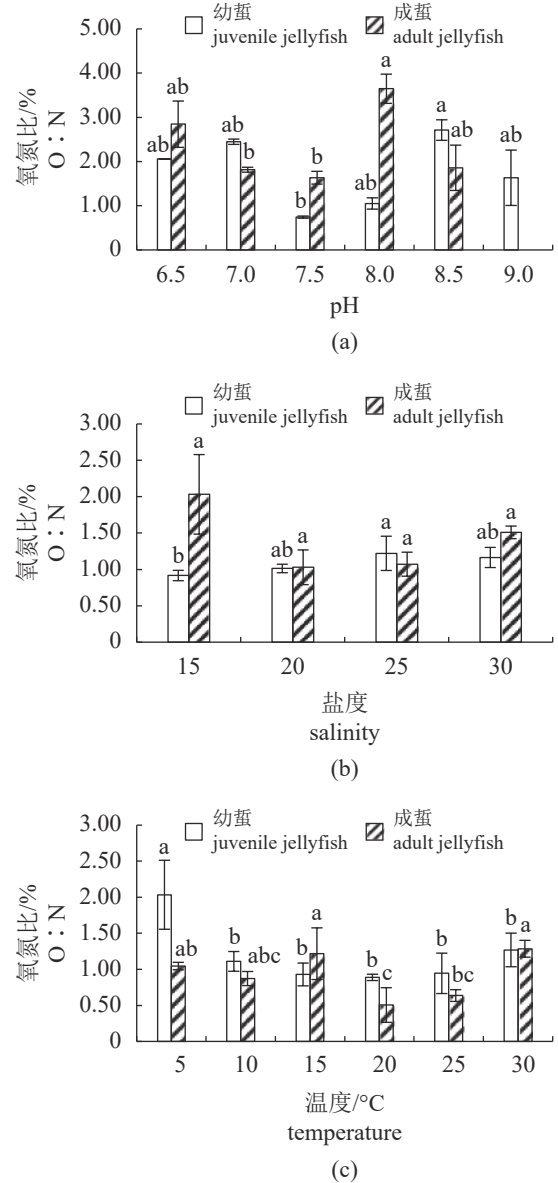 幼蜇
juvenile jellyfish
成蜇
adult jellyfish
氧氮比/%
O∶N
5.00
4.00
3.00
2.00
1.00
0
ab ab ab b b b ab a a ab ab
6.5 7.0 7.5 8.0 8.5 9.0
pH
(a)
幼蜇
juvenile jellyfish
成蜇
adult jellyfish
氧氮比/%
O∶N
3.00
2.50
2.00
1.50
1.00
0.50
0
b a ab a a a ab a
15 20 25 30
盐度
salinity
(b)
幼蜇
juvenile jellyfish
成蜇
adult jellyfish
氧氮比/%
O∶N
3.00
2.50
2.00
1.50
1.00
0.50
0
a ab b abc b a b c b bc b a
5 10 15 20 25 30
温度/°C
temperature
(c)